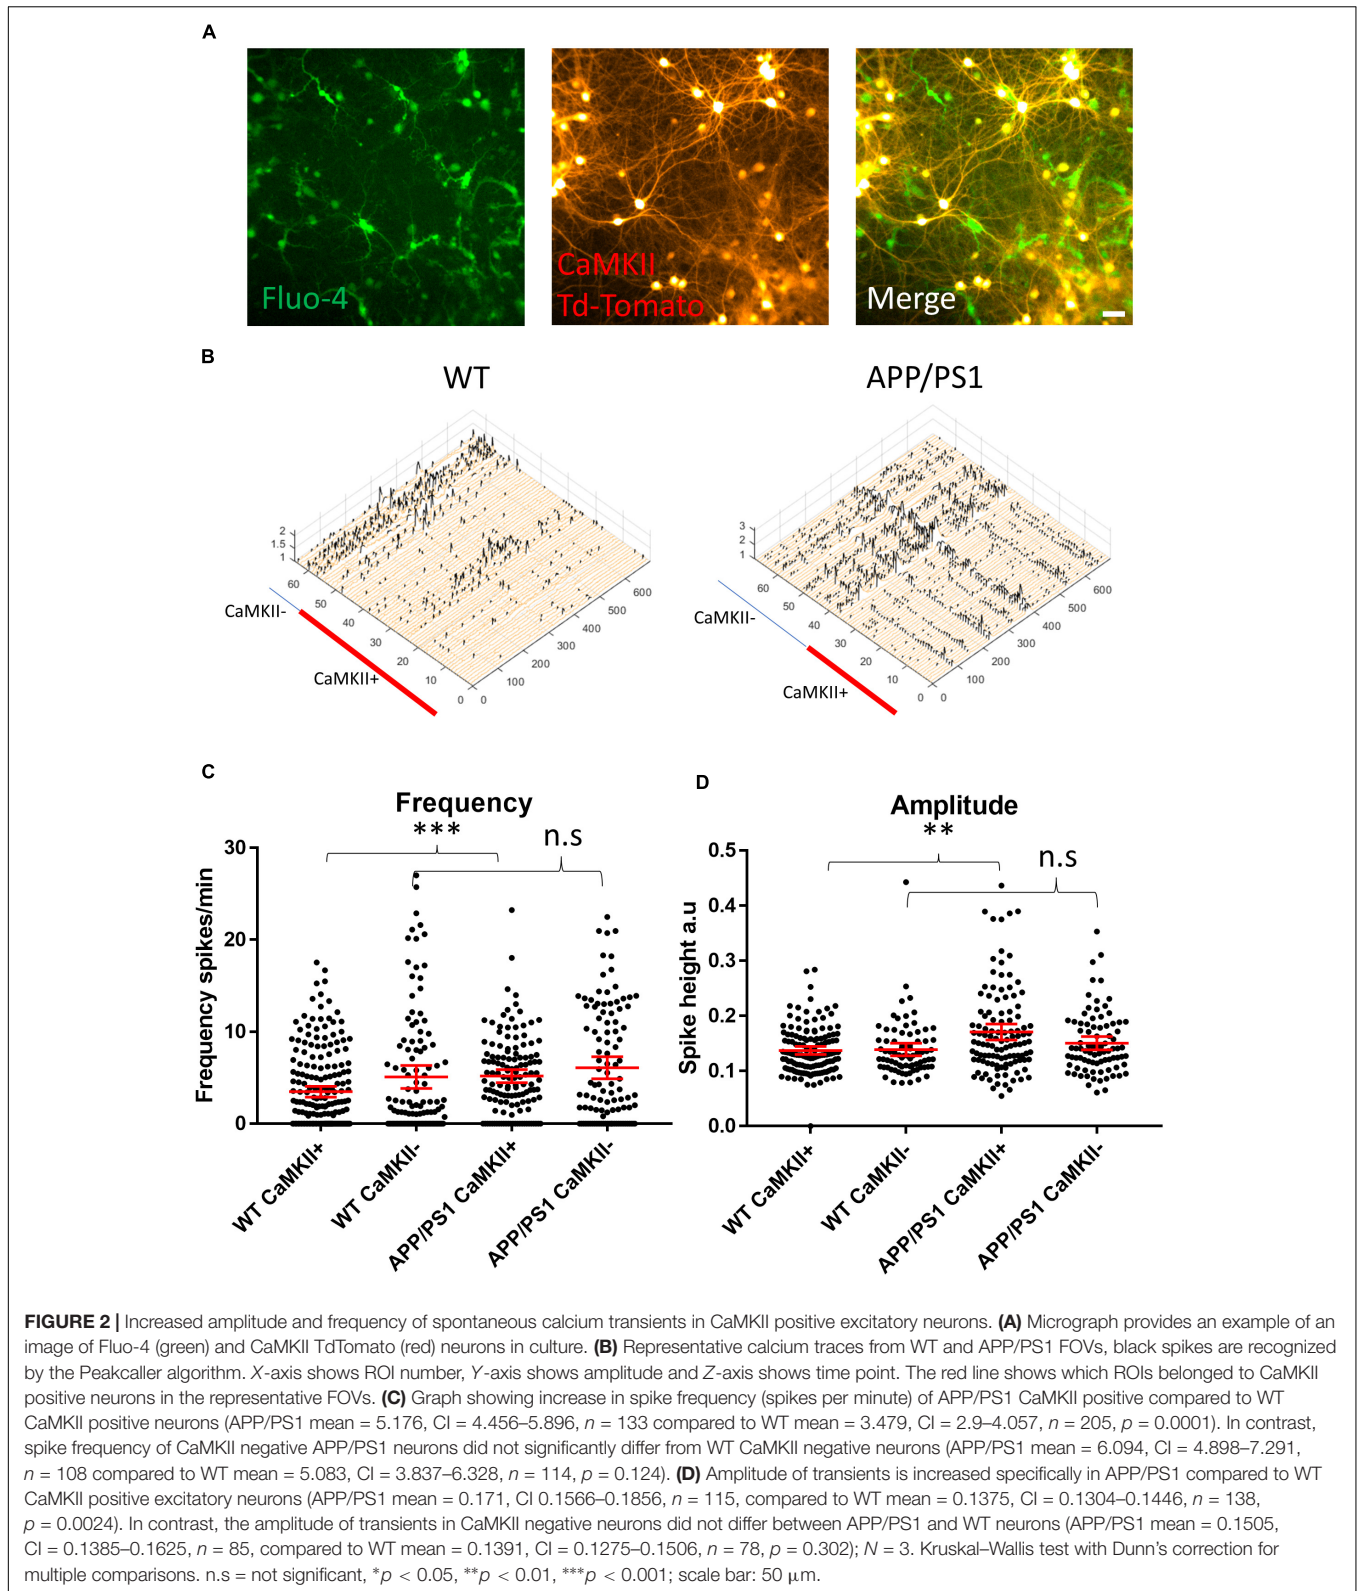 A
Fluo-4
CaMKII
Td-Tomato
Merge
B
WT
APP/PS1
2
1.5
1
60
50
40
30
20
10
0
0
100
200
300
400
500
600
CaMKII-
CaMKII+
3
2
1
60
50
40
30
20
10
0
0
100
200
300
400
500
600
CaMKII-
CaMKII+
C
Frequency
***
n.s
Frequency spikes/min
30
20
10
0
WT CaMKII+
WT CaMKII-
APP/PS1 CaMKII+
APP/PS1 CaMKII-
D
Amplitude
**
n.s
Spike height a.u
0.5
0.4
0.3
0.2
0.1
0.0
WT CaMKII+
WT CaMKII-
APP/PS1 CaMKII+
APP/PS1 CaMKII-
FIGURE 2 | Increased amplitude and frequency of spontaneous calcium transients in CaMKII positive excitatory neurons. (A) Micrograph provides an example of an
image of Fluo-4 (green) and CaMKII TdTomato (red) neurons in culture. (B) Representative calcium traces from WT and APP/PS1 FOVs, black spikes are recognized
by the Peakcaller algorithm. X-axis shows ROI number, Y-axis shows amplitude and Z-axis shows time point. The red line shows which ROIs belonged to CaMKII
positive neurons in the representative FOVs. (C) Graph showing increase in spike frequency (spikes per minute) of APP/PS1 CaMKII positive compared to WT
CaMKII positive neurons (APP/PS1 mean = 5.176, CI = 4.456–5.896, n = 133 compared to WT mean = 3.479, CI = 2.9–4.057, n = 205, p = 0.0001). In contrast,
spike frequency of CaMKII negative APP/PS1 neurons did not significantly differ from WT CaMKII negative neurons (APP/PS1 mean = 6.094, CI = 4.898–7.291,
n = 108 compared to WT mean = 5.083, CI = 3.837–6.328, n = 114, p = 0.124). (D) Amplitude of transients is increased specifically in APP/PS1 compared to WT
CaMKII positive excitatory neurons (APP/PS1 mean = 0.171, CI 0.1566–0.1856, n = 115, compared to WT mean = 0.1375, CI = 0.1304–0.1446, n = 138,
p = 0.0024). In contrast, the amplitude of transients in CaMKII negative neurons did not differ between APP/PS1 and WT neurons (APP/PS1 mean = 0.1505,
CI = 0.1385–0.1625, n = 85, compared to WT mean = 0.1391, CI = 0.1275–0.1506, n = 78, p = 0.302); N = 3. Kruskal–Wallis test with Dunn's correction for
multiple comparisons. n.s = not significant, *p < 0.05, **p < 0.01, ***p < 0.001; scale bar: 50 μm.